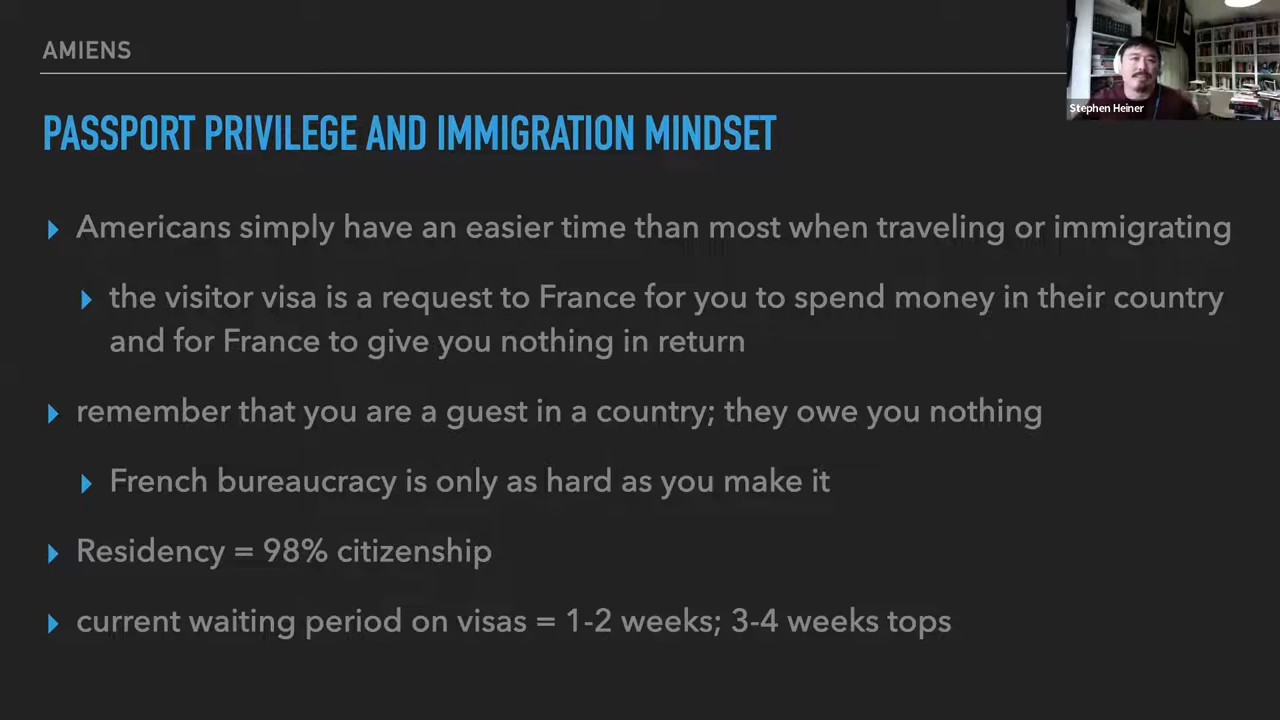 AMIENS
Stephen Heiner
PASSPORT PRIVILEGE AND IMMIGRATION MINDSET
Americans simply have an easier time than most when traveling or immigrating
the visitor visa is a request to France for you to spend money in their country
and for France to give you nothing in return
remember that you are a guest in a country; they owe you nothing
French bureaucracy is only as hard as you make it
Residency = 98% citizenship
current waiting period on visas = 1-2 weeks; 3-4 weeks tops